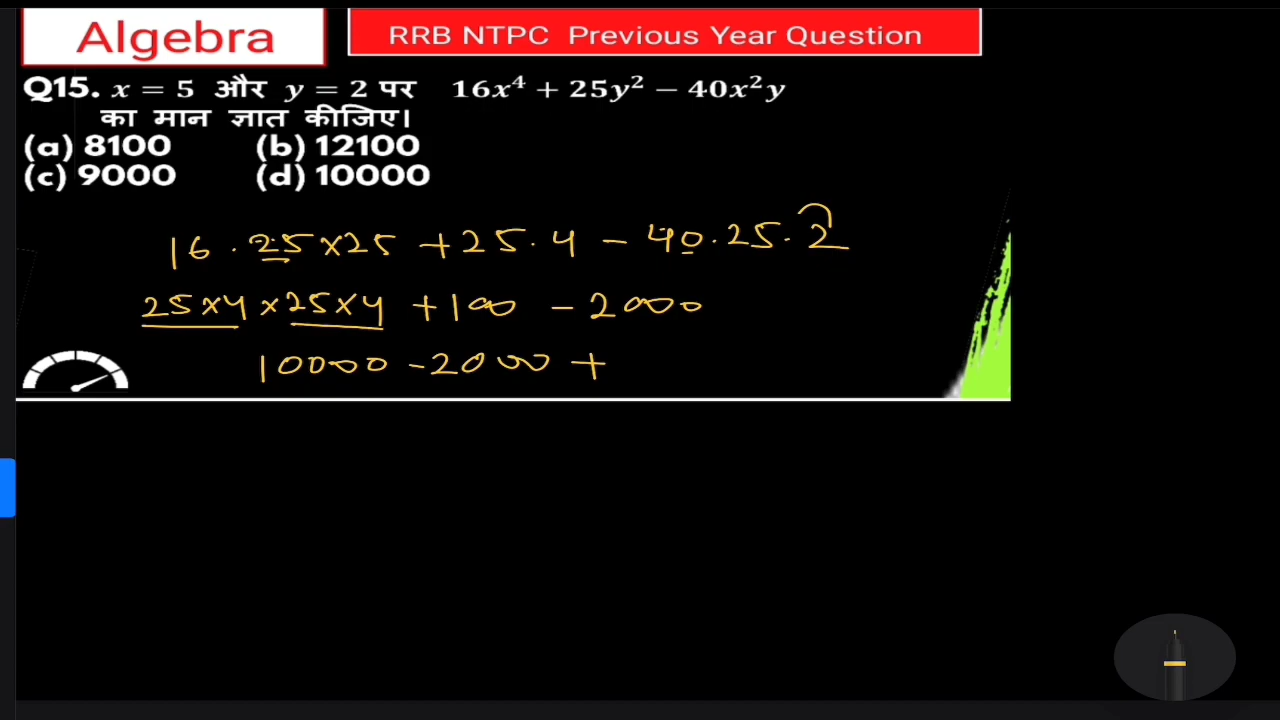 Algebra
RRB NTPC Previous Year Question
Q15. x = 5 और y = 2 पर 16x⁴ + 25y² − 40x²y
का मान ज्ञात कीजिए।
(a) 8100 (b) 12100
(c) 9000 (d) 10000
16 . 25 × 25 + 25 . 4 − 40 . 25 . 2
25 × 4 × 25 × 4 + 100 − 2000
10000 − 2000 +